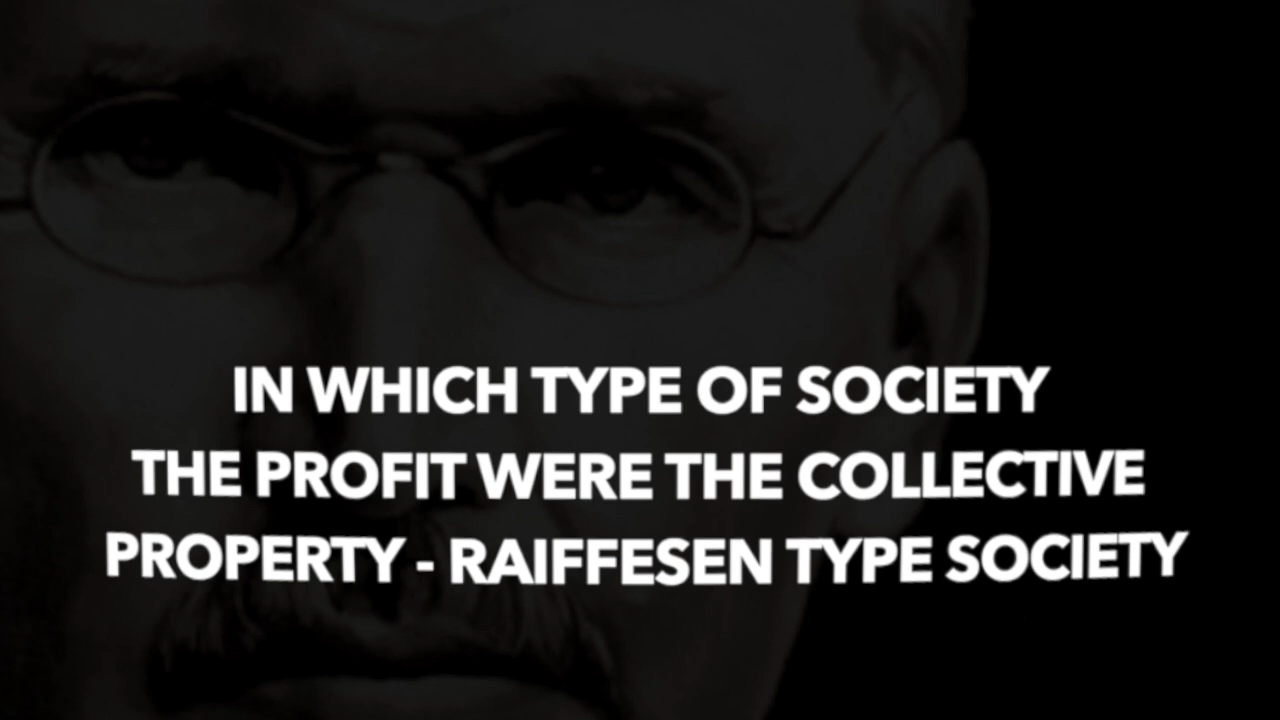 IN WHICH TYPE OF SOCIETY
THE PROFIT WERE THE COLLECTIVE
PROPERTY - RAIFFESEN TYPE SOCIETY